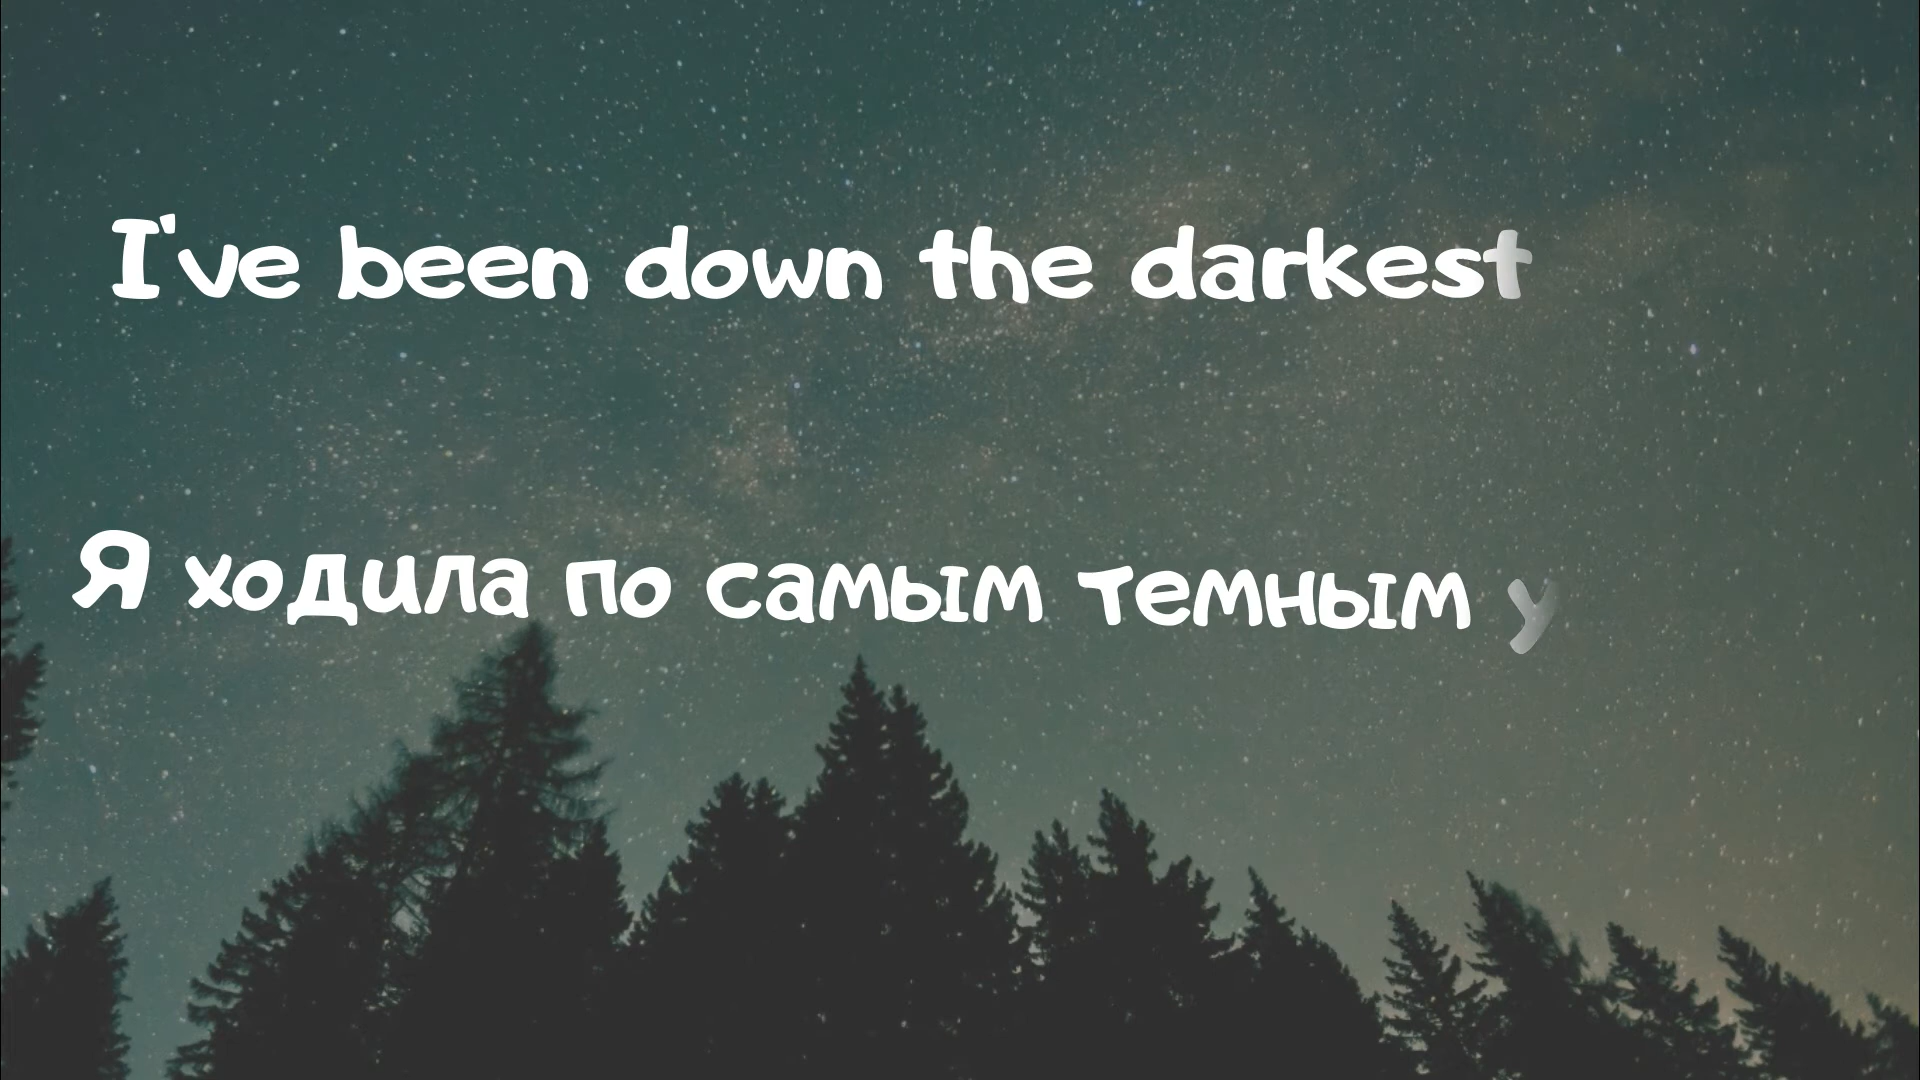 I've been down the darkest
Я ходила по самым темным у